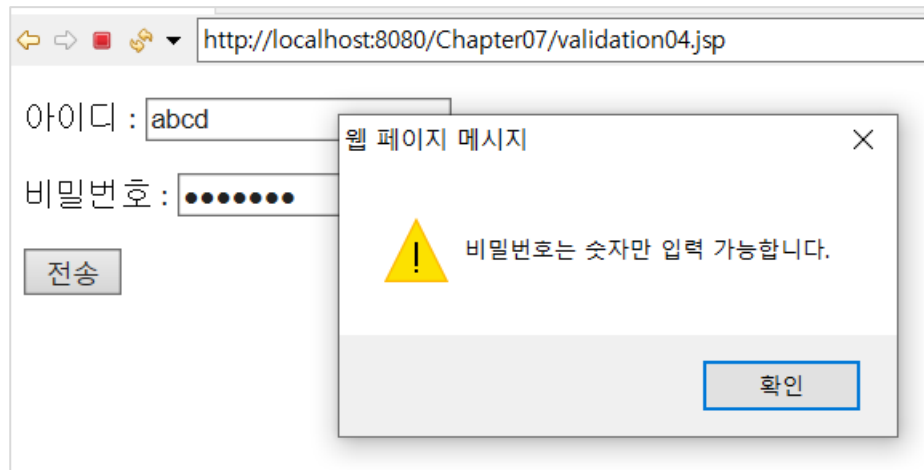 http://localhost:8080/Chapter07/validation04.jsp
아이디 : abcd
웹 페이지 메시지
비밀번호 : •••••••
비밀번호는 숫자만 입력 가능합니다.
전송
확인